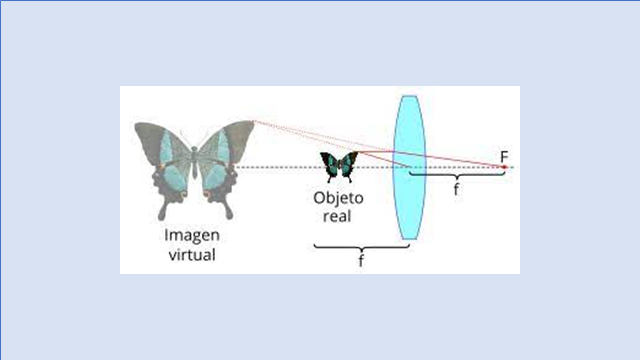 F
f
Objeto
real
Imagen
virtual
f